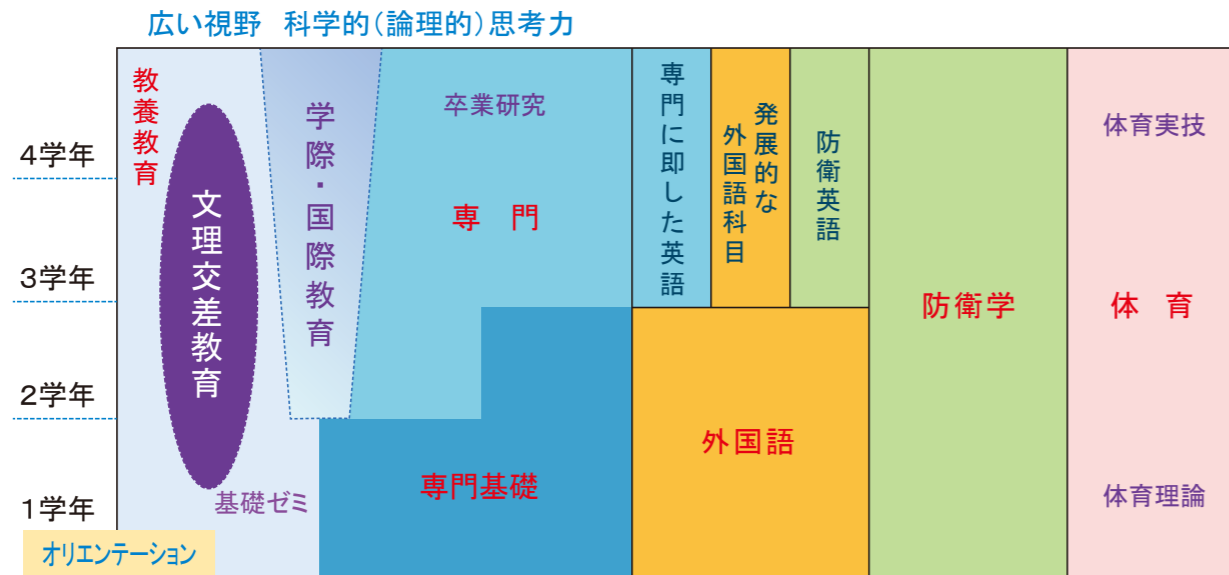 広い視野 科学的(論理的)思考力
4学年
3学年
2学年
1学年
オリエンテーション
教養教育
文理交差教育
基礎ゼミ
学際・国際教育
卒業研究
専 門
専門基礎
専門に即した英語
発展的な
外国語科目
防衛英語
外国語
防衛学
体育実技
体 育
体育理論